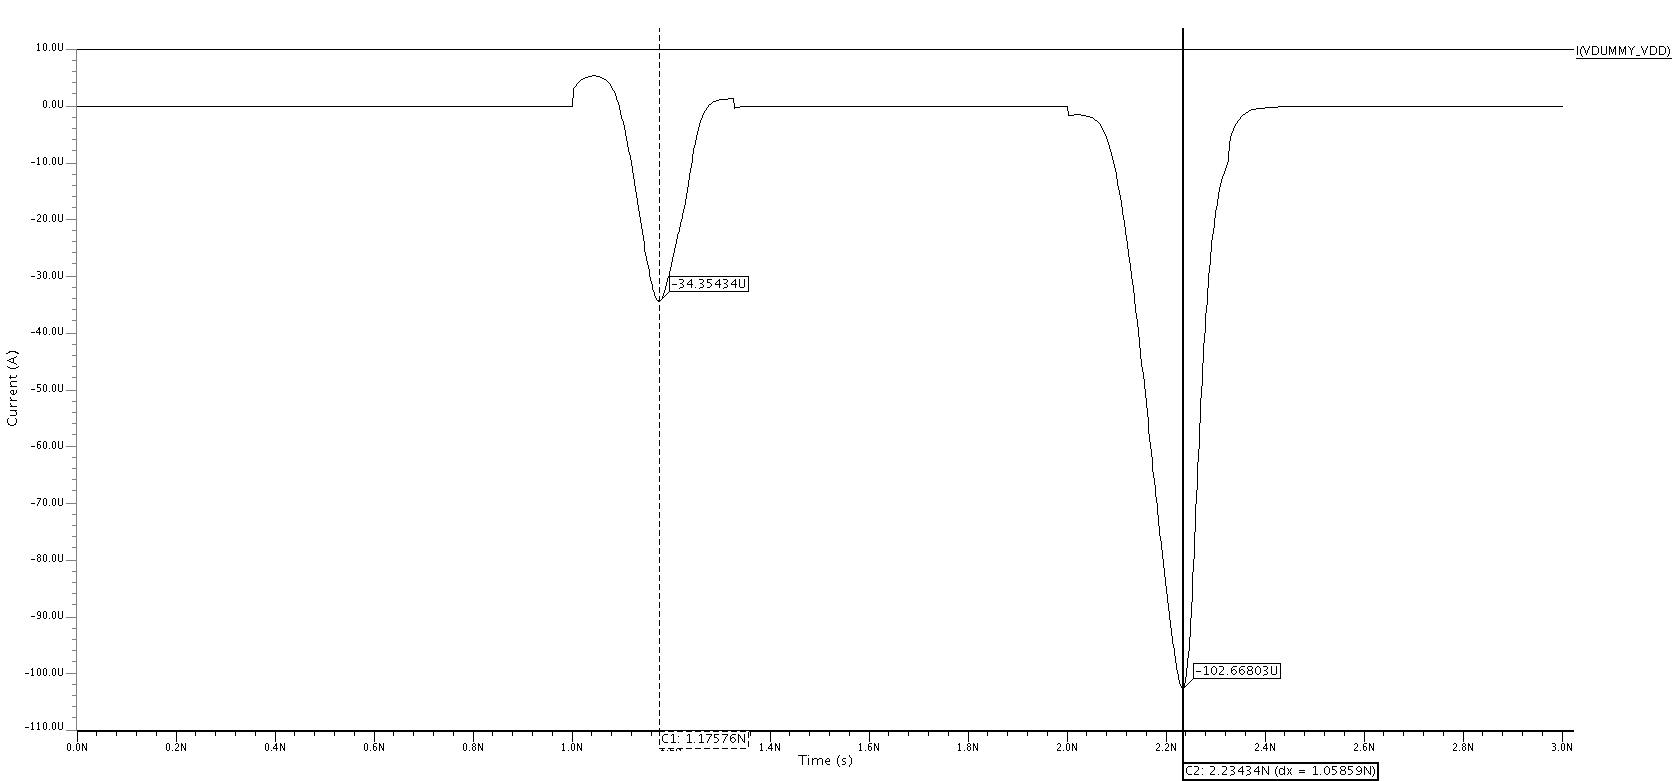 10.0U
I(VDUMMY_VDD)
0.0U
-10.0U
-20.0U
-30.0U
-34.35434U
-40.0U
Current (A)
-50.0U
-60.0U
-70.0U
-80.0U
-90.0U
-100.0U
-102.66803U
-110.0U
C1: 1.17576N
0.0N 0.2N 0.4N 0.6N 0.8N 1.0N 1.4N 1.6N 1.8N 2.0N 2.2N 2.4N 2.6N 2.8N 3.0N
Time (s)
C2: 2.23434N (dx = 1.05859N)